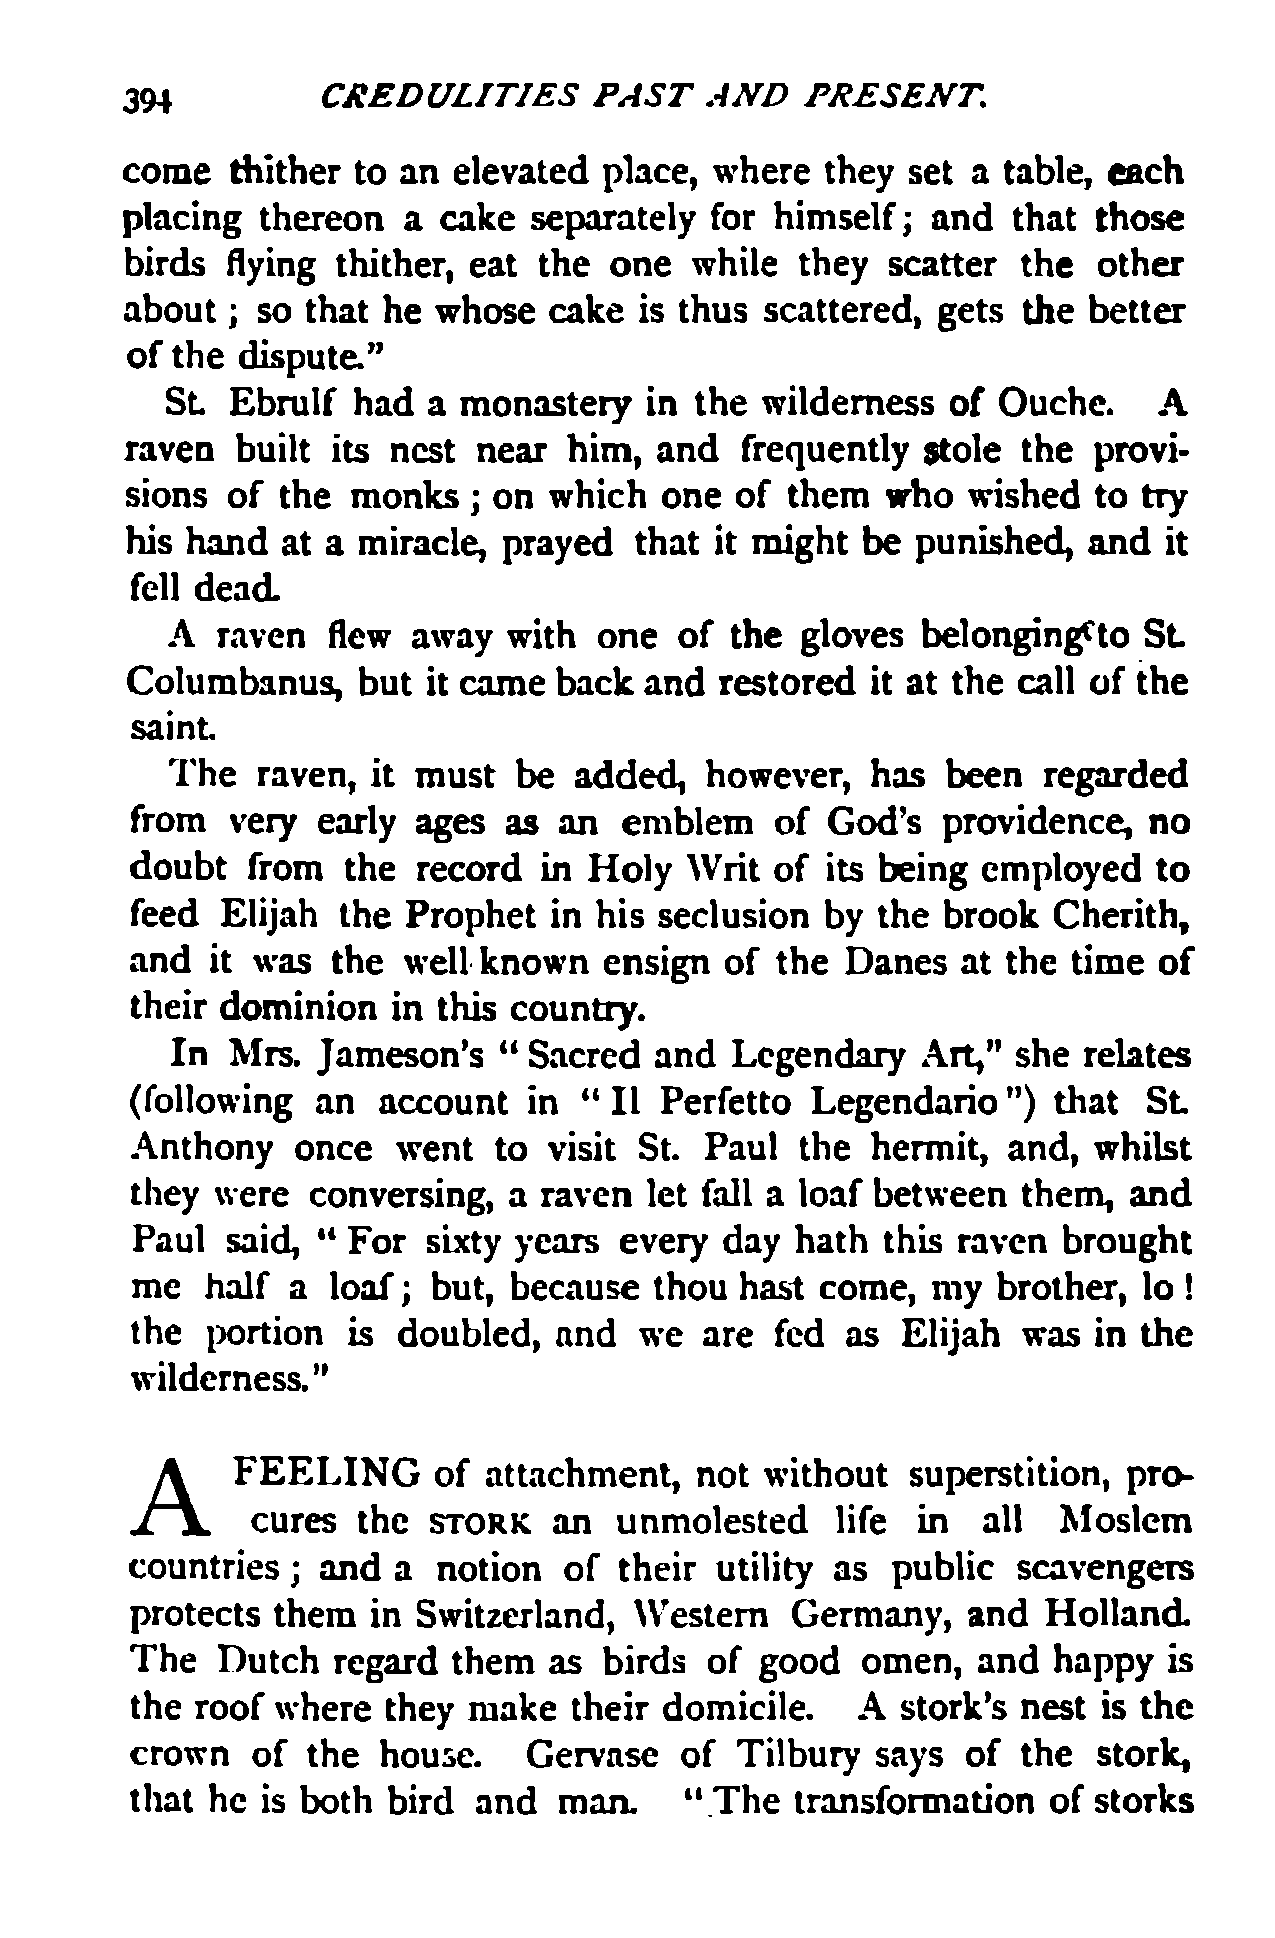 394 CREDULITIES PAST AND PRESENT.
come thither to an elevated place, where they set a table, each
placing thereon a cake separately for himself; and that those
birds flying thither, eat the one while they scatter the other
about; so that he whose cake is thus scattered, gets the better
of the dispute."
St. Ebrulf had a monastery in the wilderness of Ouche. A
raven built its nest near him, and frequently stole the provi-
sions of the monks; on which one of them who wished to try
his hand at a miracle, prayed that it might be punished, and it
fell dead.
A raven flew away with one of the gloves belonging to St.
Columbanus, but it came back and restored it at the call of the
saint.
The raven, it must be added, however, has been regarded
from very early ages as an emblem of God's providence, no
doubt from the record in Holy Writ of its being employed to
feed Elijah the Prophet in his seclusion by the brook Cherith,
and it was the well-known ensign of the Danes at the time of
their dominion in this country.
In Mrs. Jameson's "Sacred and Legendary Art," she relates
(following an account in "Il Perfetto Legendario") that St.
Anthony once went to visit St. Paul the hermit, and, whilst
they were conversing, a raven let fall a loaf between them, and
Paul said, "For sixty years every day hath this raven brought
me half a loaf; but, because thou hast come, my brother, lo!
the portion is doubled, and we are fed as Elijah was in the
wilderness."
A FEELING of attachment, not without superstition, pro-
cures the STORK an unmolested life in all Moslem
countries; and a notion of their utility as public scavengers
protects them in Switzerland, Western Germany, and Holland.
The Dutch regard them as birds of good omen, and happy is
the roof where they make their domicile. A stork's nest is the
crown of the house. Gervase of Tilbury says of the stork,
that he is both bird and man. "The transformation of storks